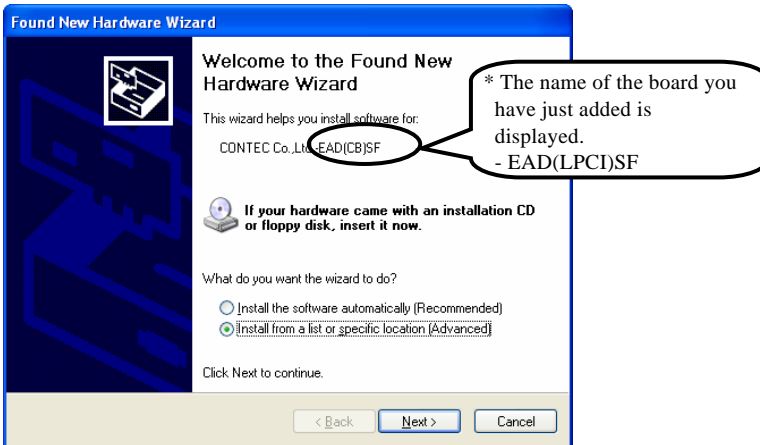 Found New Hardware Wizard
Welcome to the Found New
Hardware Wizard
This wizard helps you install software for:
CONTEC Co.,Ltd.-EAD(CB)SF
If your hardware came with an installation CD
or floppy disk, insert it now.
What do you want the wizard to do?
Install the software automatically (Recommended)
Install from a list or specific location (Advanced)
Click Next to continue.
< Back
Next >
Cancel
* The name of the board you
have just added is
displayed.
- EAD(LPCI)SF